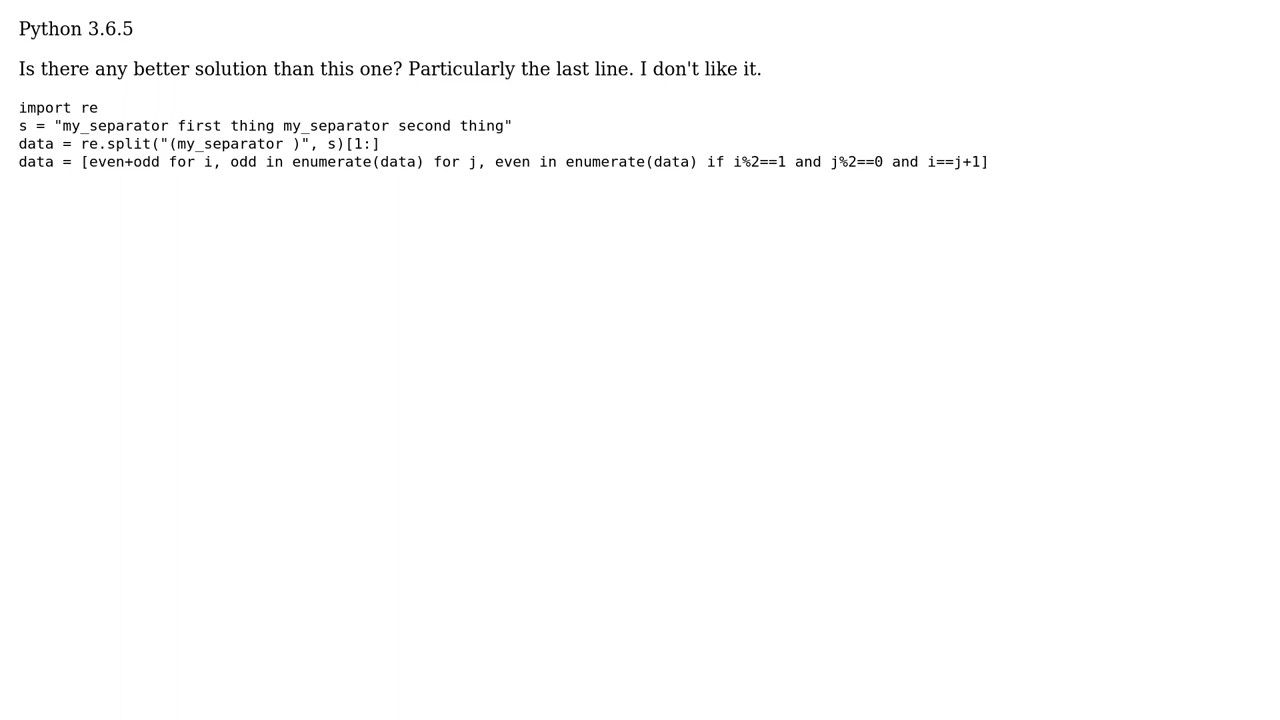 Python 3.6.5
Is there any better solution than this one? Particularly the last line. I don't like it.
import re
s = "my_separator first thing my_separator second thing"
data = re.split("(my_separator )", s)[1:]
data = [even+odd for i, odd in enumerate(data) for j, even in enumerate(data) if i%2==1 and j%2==0 and i==j+1]